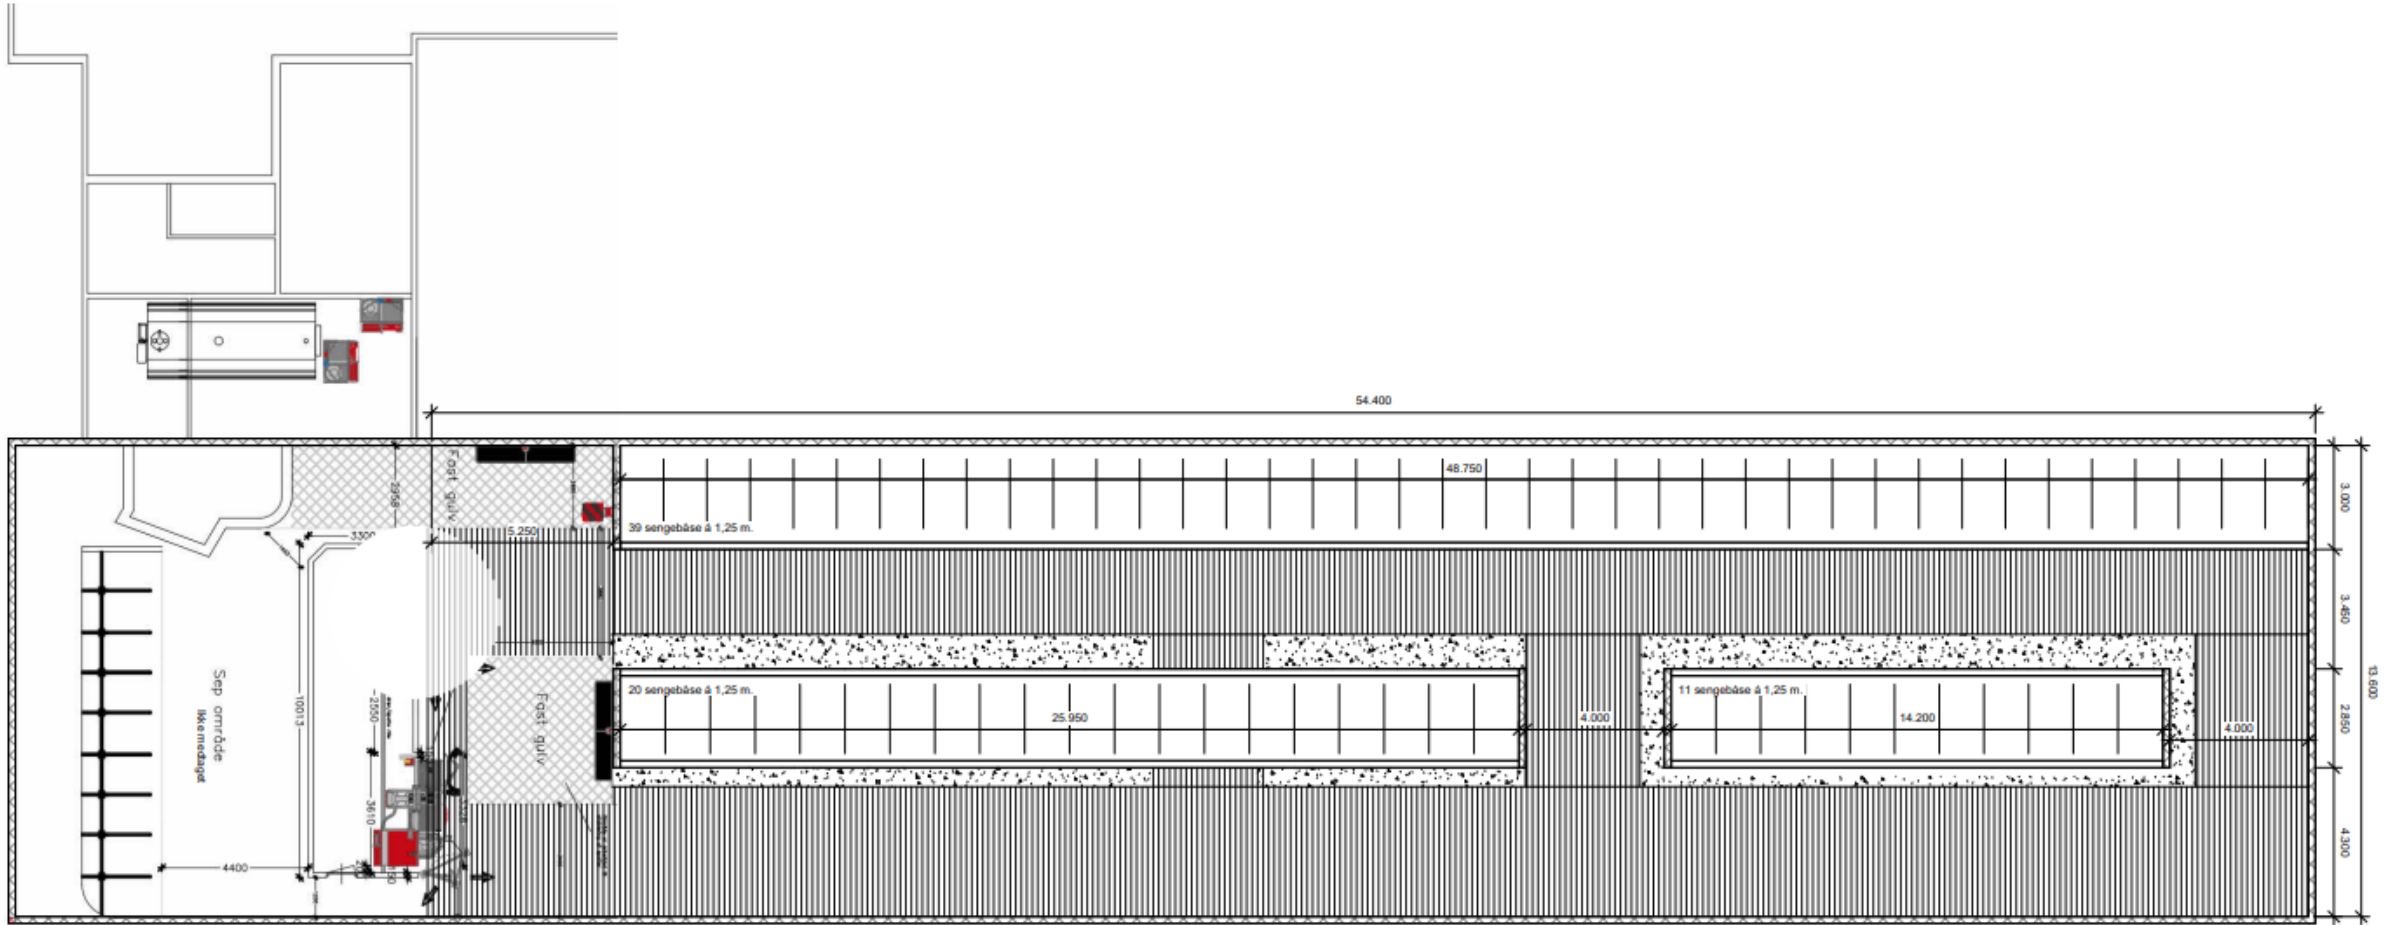 54.400
48.750
39 sengebåse á 1,25 m.
Fast gulv
2958
5.250
3300
3.000
3.450
13.600
2.850
4.300
20 sengebåse á 1,25 m.
25.950
4.000
11 sengebåse á 1,25 m.
14.200
4.000
Fast gulv
Sep område
Ikke medtaget
10013
2550
3610
4400